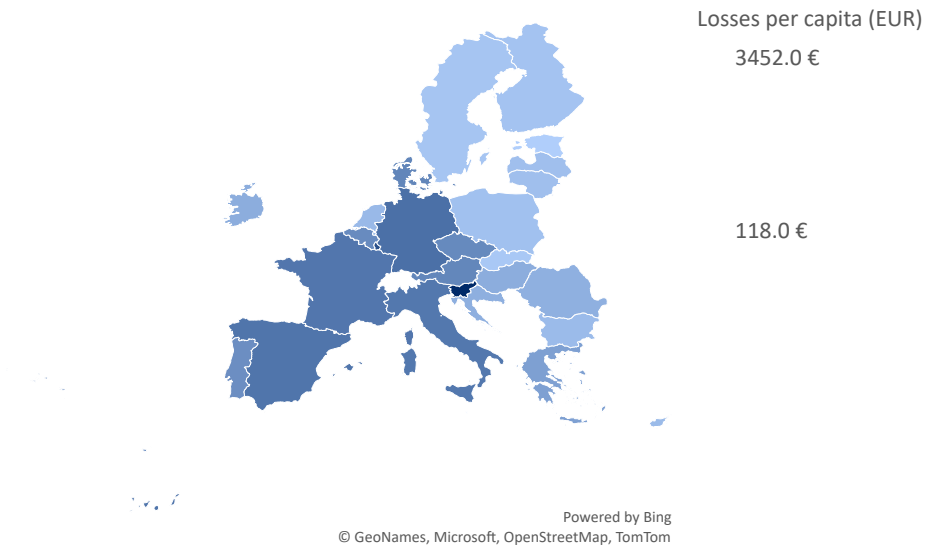 Losses per capita (EUR)
3452.0 €
118.0 €
Powered by Bing
© GeoNames, Microsoft, OpenStreetMap, TomTom